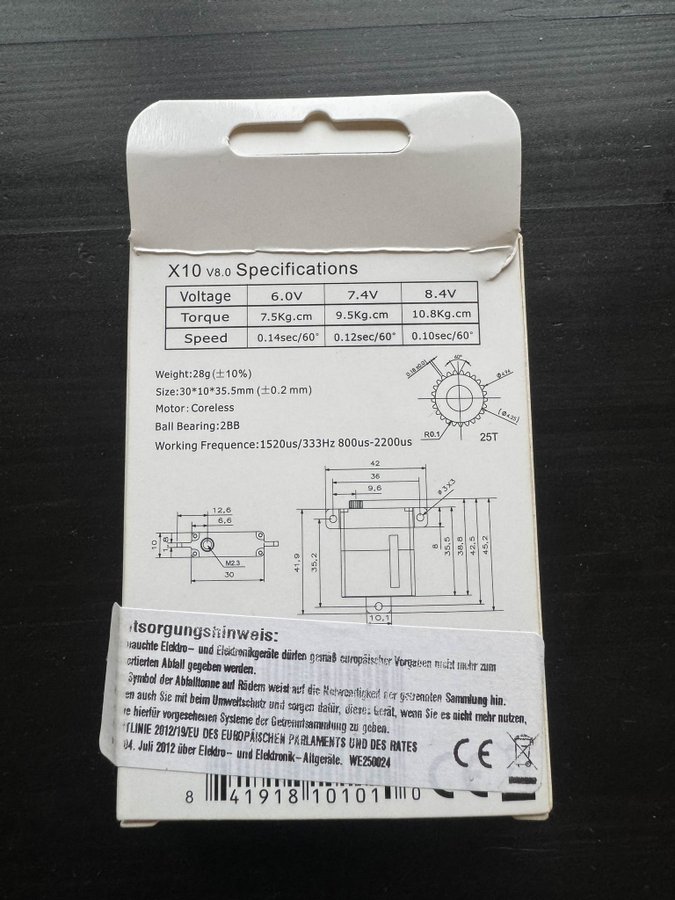 X10 V8.0 Specifications
Voltage 6.0V 7.4V 8.4V
Torque 7.5Kg.cm 9.5Kg.cm 10.8Kg.cm
Speed 0.14sec/60° 0.12sec/60° 0.10sec/60°
Weight:28g(±10%)
Size:30*10*35.5mm (±0.2 mm)
Motor:Coreless
Ball Bearing:2BB
Working Frequence:1520us/333Hz 800us-2200us
60°
R0.1
25T
12,6
6,6
10
1,8
M2.3
30
42
36
9,6
ø3X3
41,9
35,2
8
35,5
38,8
42,5
45,2
10,1
tsorgungshinweis:
rauchte Elektro- und Elektronikgeräte dürfen gemäß europäischer Vorgaben nicht mehr zum
ortierten Abfall gegeben werden.
Symbol der Abfalltonne auf Rädern weist auf die Notwendigkeit der getrennten Sammlung hin.
en auch Sie mit beim Umweltschutz und sorgen dafür, dieses Gerät, wenn Sie es nicht mehr nutzen,
e hierfür vorgesehenen Systeme der Getrenntsammlung zu geben.
TLINIE 2012/19/EU DES EUROPÄISCHEN PARLAMENTS UND DES RATES
04. Juli 2012 über Elektro- und Elektronik-Altgeräte. WE250024
CE
8 41918 10101 0